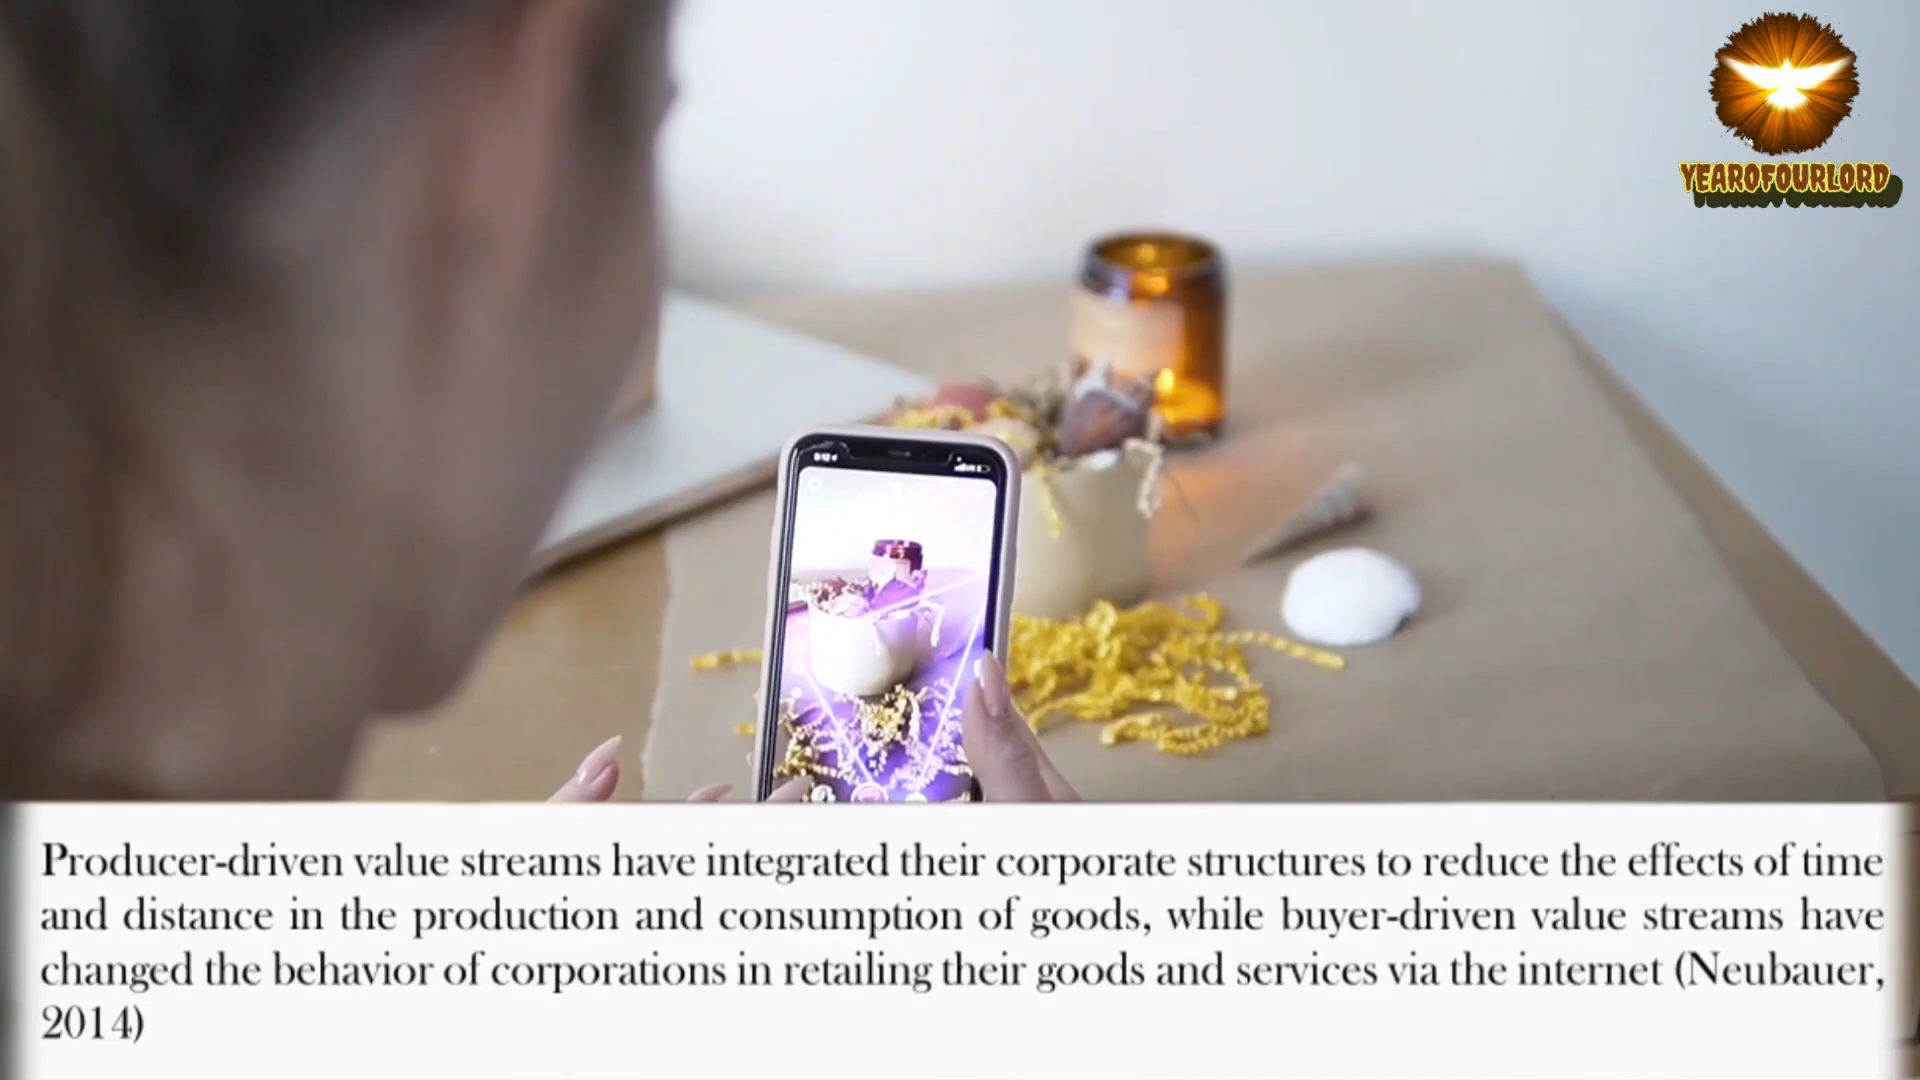 YEAROFOURLORD
Producer-driven value streams have integrated their corporate structures to reduce the effects of time
and distance in the production and consumption of goods, while buyer-driven value streams have
changed the behavior of corporations in retailing their goods and services via the internet (Neubauer,
2014)